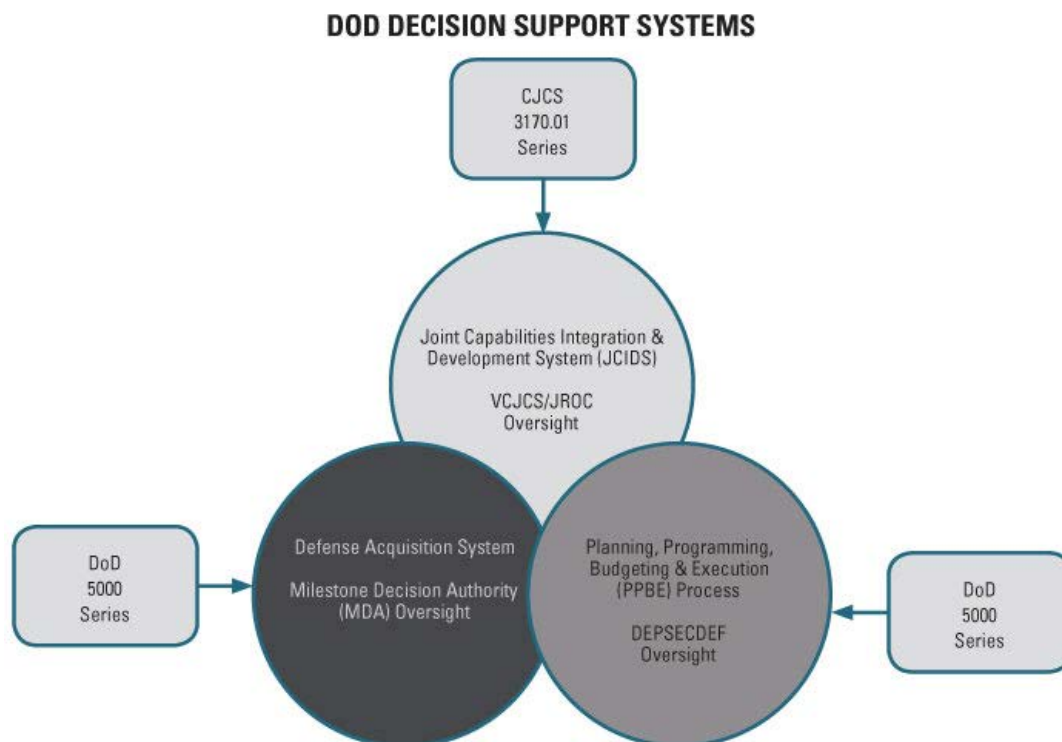 DOD DECISION SUPPORT SYSTEMS
CJCS
3170.01
Series
Joint Capabilities Integration &
Development System (JCIDS)
VCJCS/JROC
Oversight
DoD
5000
Series
Defense Acquisition System
Milestone Decision Authority
(MDA) Oversight
Planning, Programming,
Budgeting & Execution
(PPBE) Process
DEPSECDEF
Oversight
DoD
5000
Series